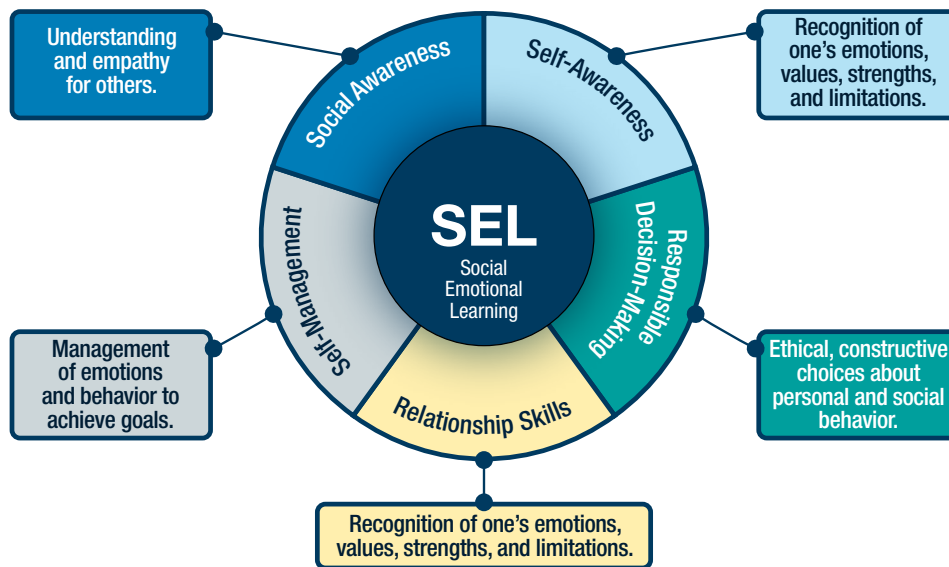 Understanding
and empathy
for others.
Social Awareness
Self-Awareness
Recognition of
one's emotions,
values, strengths,
and limitations.
SEL
Social
Emotional
Learning
Self-Management
Responsible
Decision-Making
Management
of emotions
and behavior to
achieve goals.
Relationship Skills
Ethical, constructive
choices about
personal and social
behavior.
Recognition of one's emotions,
values, strengths, and limitations.